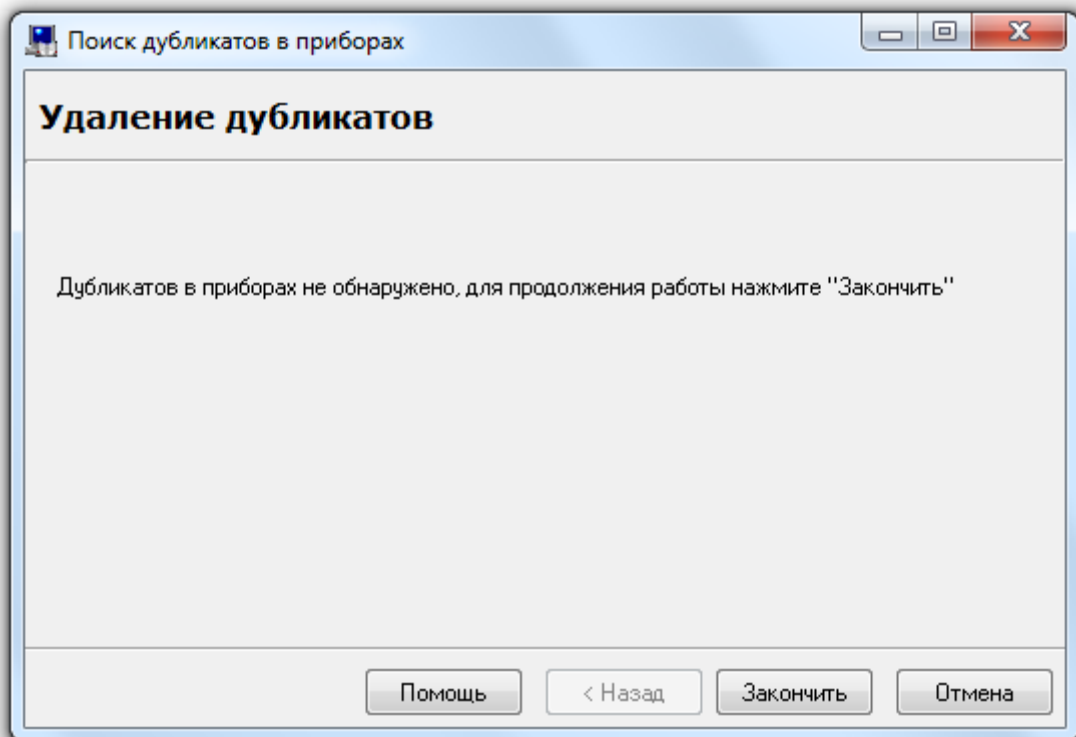 Поиск дубликатов в приборах
Удаление дубликатов
Дубликатов в приборах не обнаружено, для продолжения работы нажмите "Закончить"
Помощь
< Назад
Закончить
Отмена